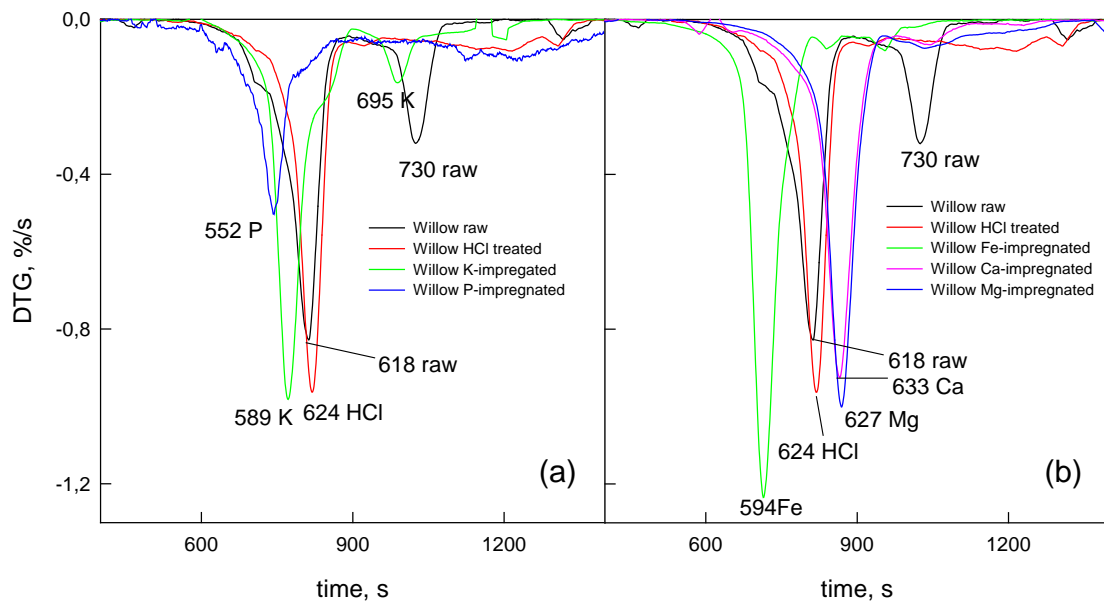 0,0
-0,4
-0,8
-1,2
DTG, %/s
695 K
730 raw
552 P
Willow raw
Willow HCl treated
Willow K-impregated
Willow P-impregnated
618 raw
589 K
624 HCl
(a)
600
900
1200
time, s
730 raw
Willow raw
Willow HCl treated
Willow Fe-impregnated
Willow Ca-impregnated
Willow Mg-impregnated
618 raw
633 Ca
627 Mg
624 HCl
594Fe
(b)
600
900
1200
time, s